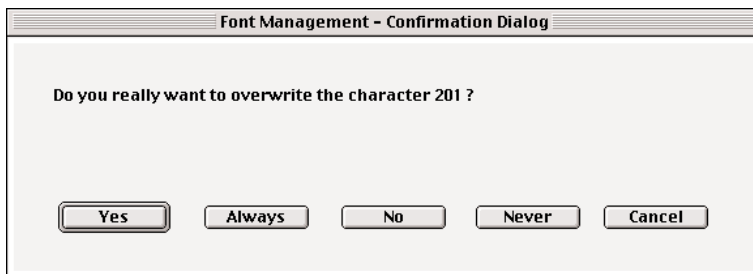 Font Management - Confirmation Dialog
Do you really want to overwrite the character 201 ?
Yes Always No Never Cancel